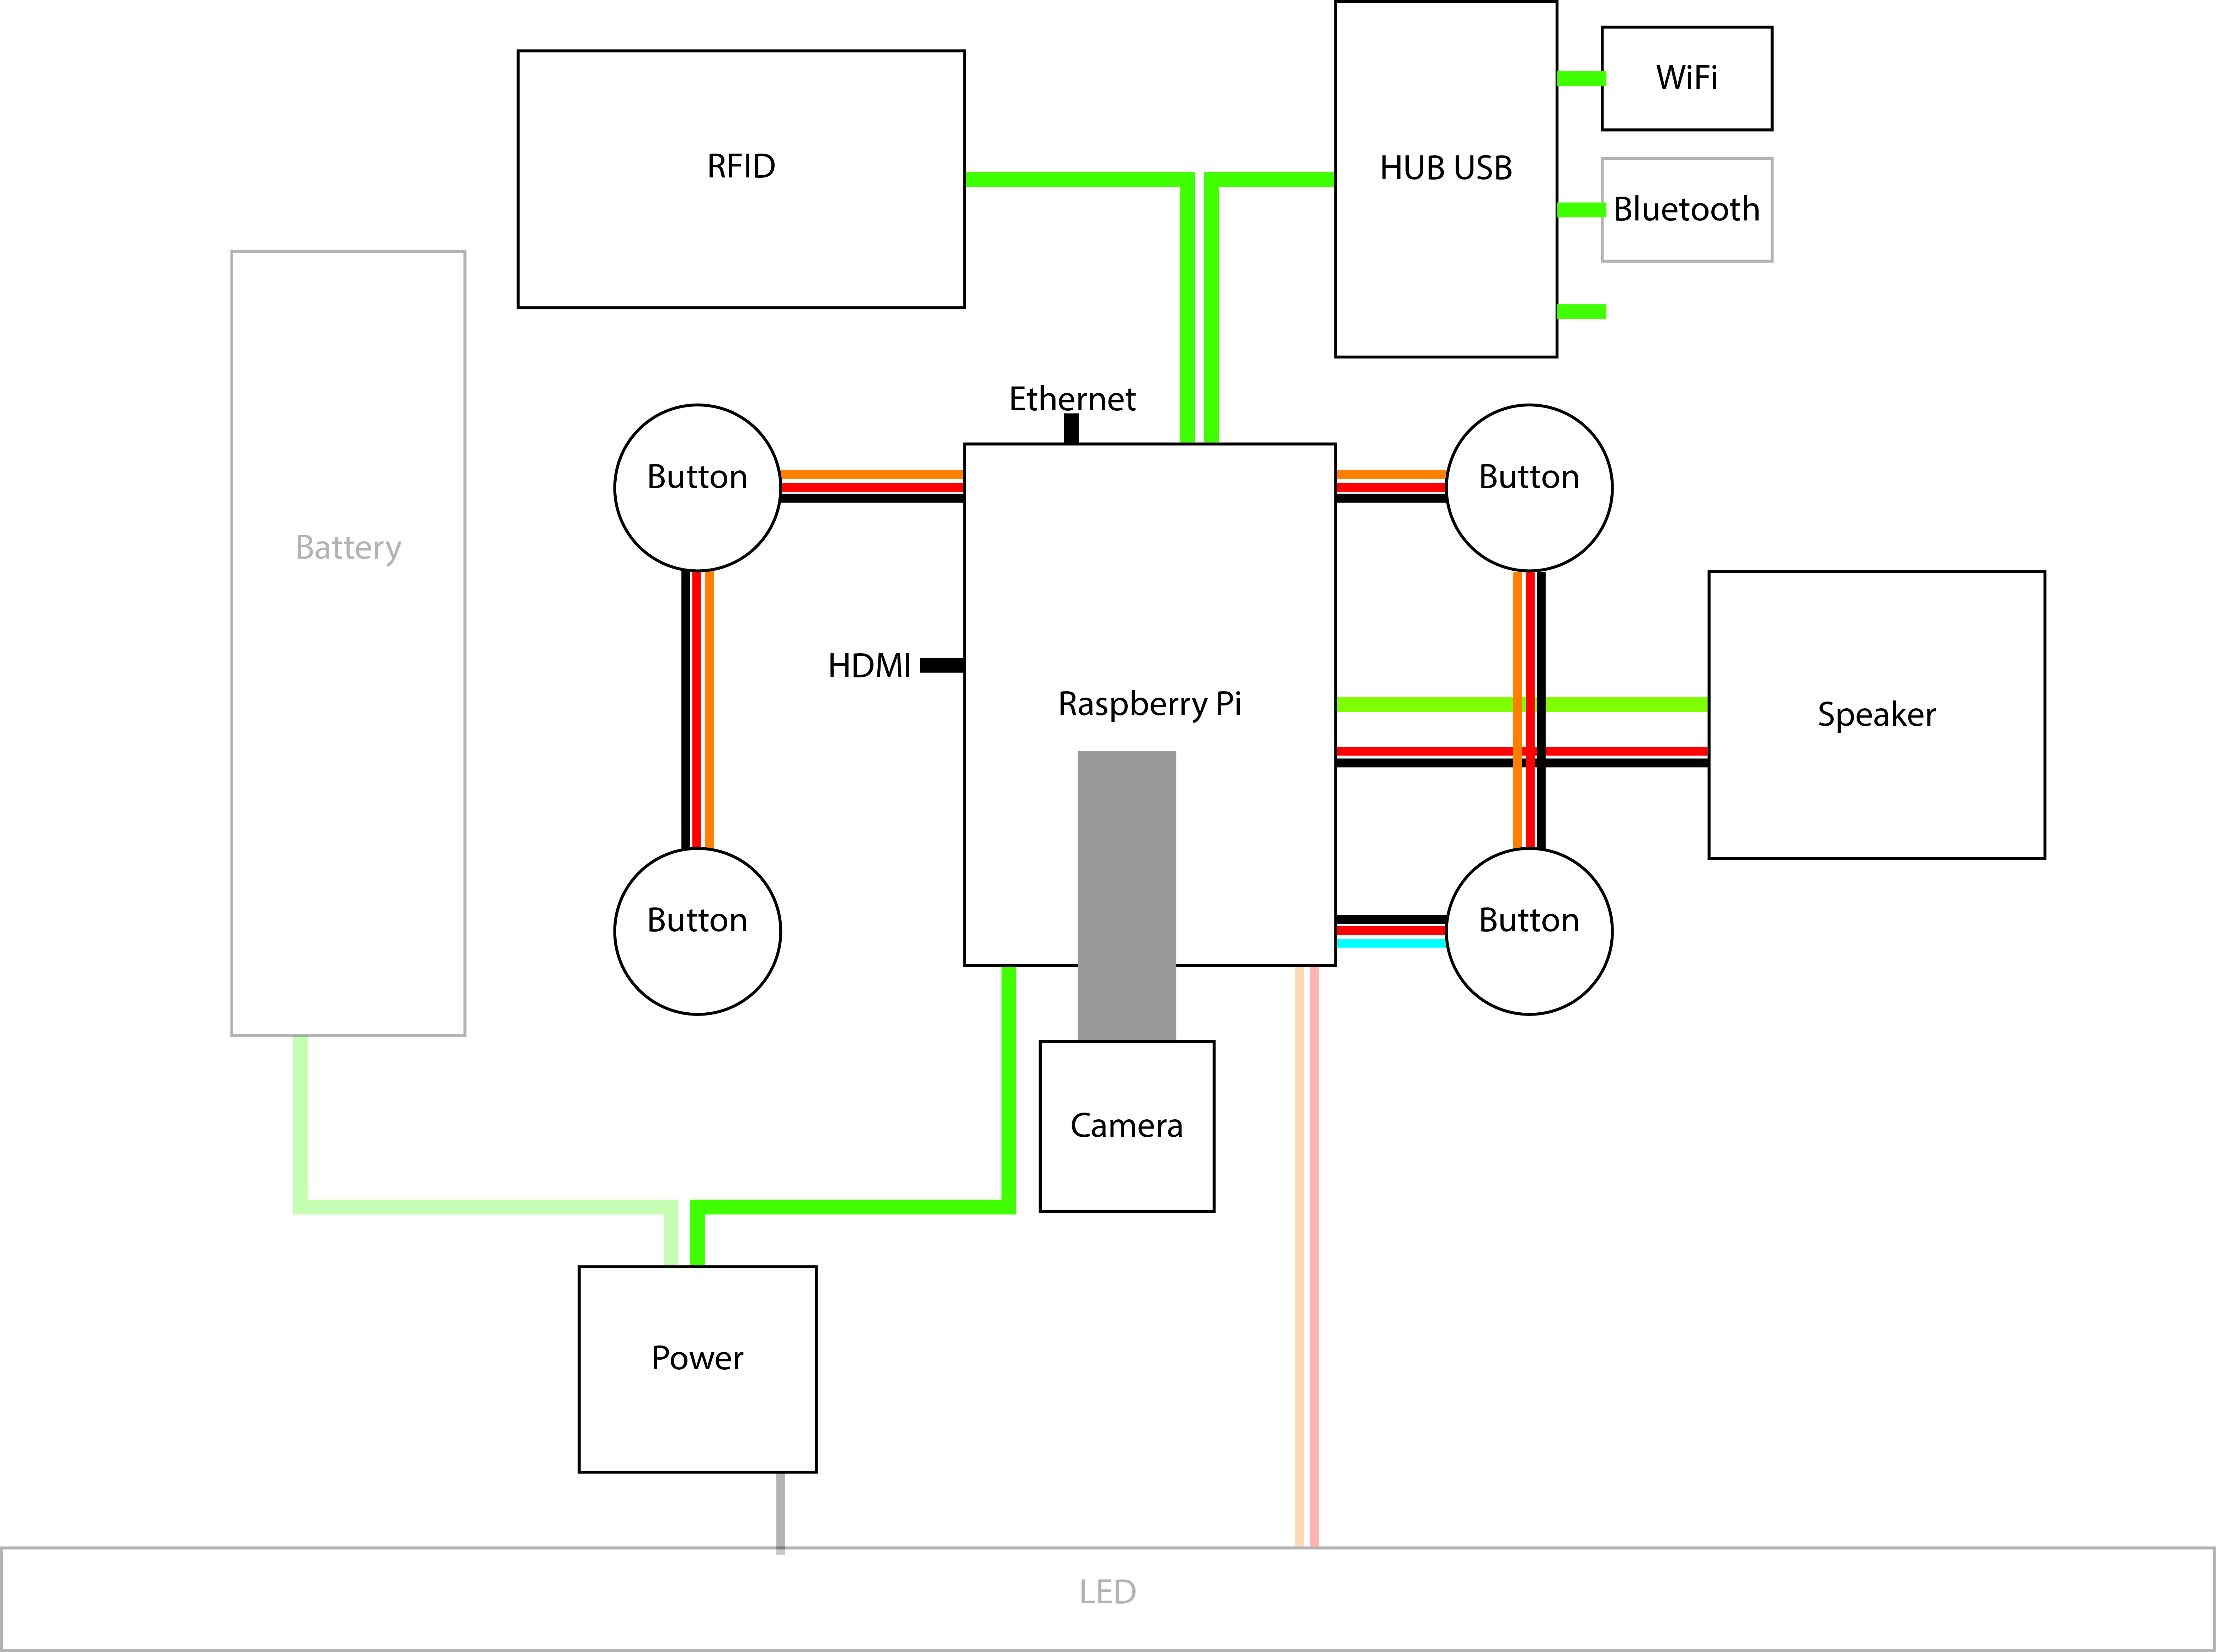 WiFi
RFID
HUB USB
Bluetooth
Ethernet
Button
Button
Battery
HDMI
Raspberry Pi
Speaker
Button
Button
Camera
Power
LED